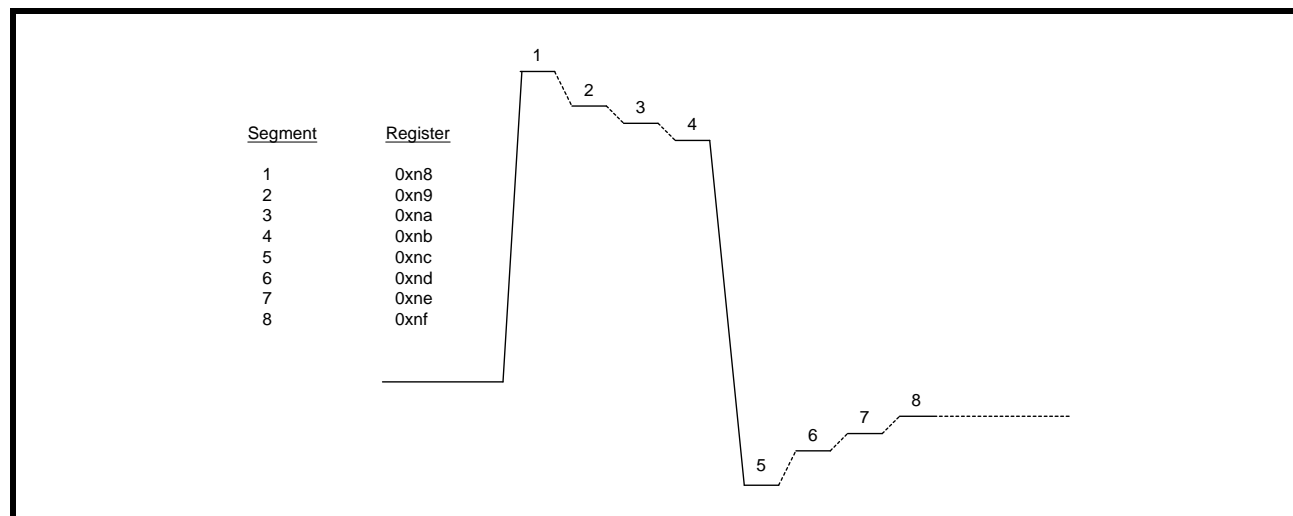 1
2
3
4
Segment Register
1 0xn8
2 0xn9
3 0xna
4 0xnb
5 0xnc
6 0xnd
7 0xne
8 0xnf
8
7
6
5